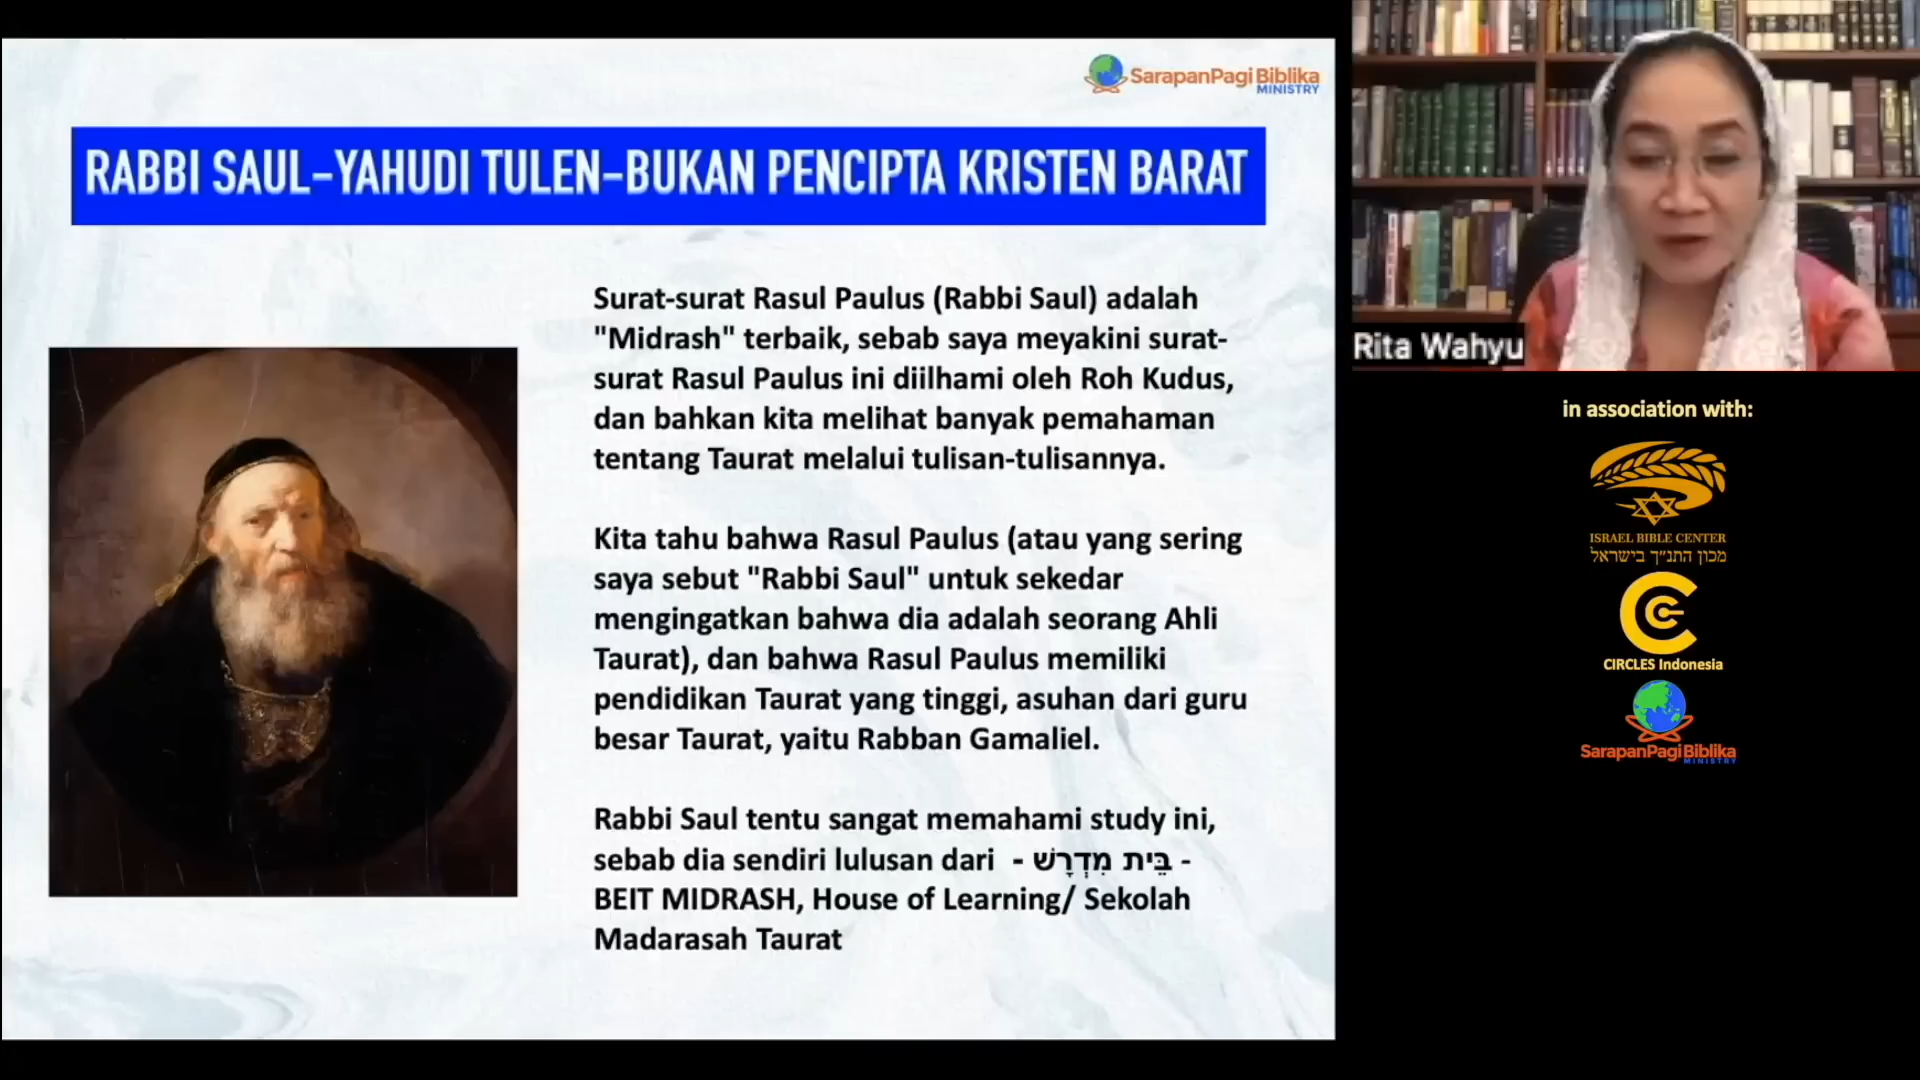 SarapanPagi Biblika
MINISTRY
RABBI SAUL–YAHUDI TULEN–BUKAN PENCIPTA KRISTEN BARAT
Surat-surat Rasul Paulus (Rabbi Saul) adalah
"Midrash" terbaik, sebab saya meyakini surat-
surat Rasul Paulus ini diilhami oleh Roh Kudus,
dan bahkan kita melihat banyak pemahaman
tentang Taurat melalui tulisan-tulisannya.
Kita tahu bahwa Rasul Paulus (atau yang sering
saya sebut "Rabbi Saul" untuk sekedar
mengingatkan bahwa dia adalah seorang Ahli
Taurat), dan bahwa Rasul Paulus memiliki
pendidikan Taurat yang tinggi, asuhan dari guru
besar Taurat, yaitu Rabban Gamaliel.
Rabbi Saul tentu sangat memahami study ini,
sebab dia sendiri lulusan dari - בֵּית מִדְרָשׁ -
BEIT MIDRASH, House of Learning/ Sekolah
Madarasah Taurat
Rita Wahyu
in association with:
ISRAEL BIBLE CENTER
מכון התנ״ך בישראל
CIRCLES Indonesia
SarapanPagi Biblika
MINISTRY